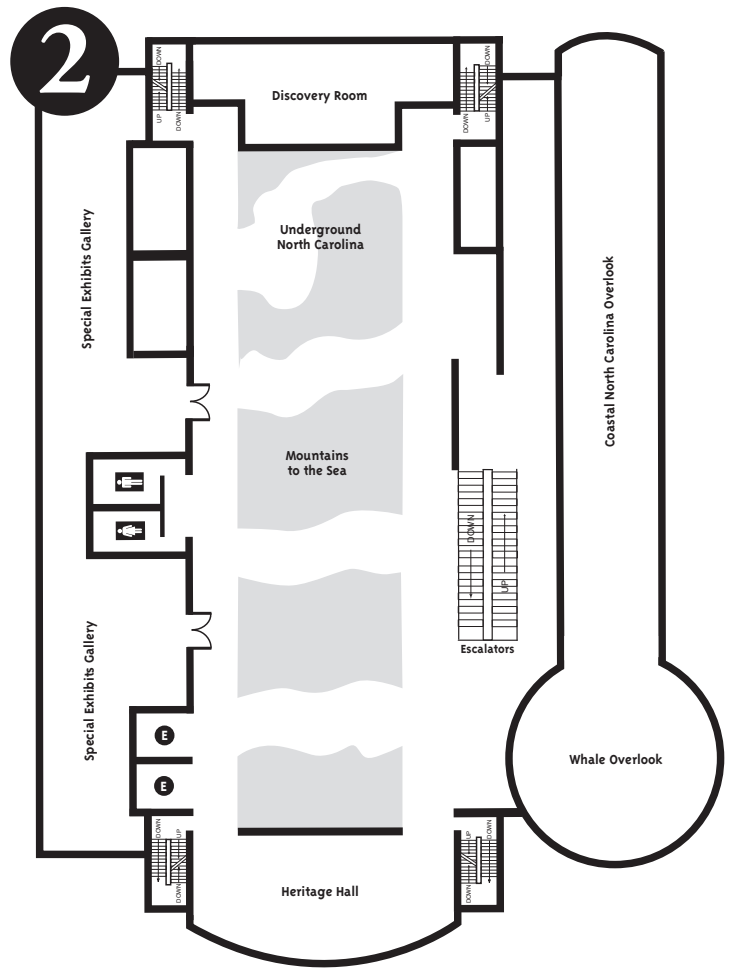 2
DOWN
UP
DOWN
Discovery Room
DOWN
DOWN
UP
Underground
North Carolina
Special Exhibits Gallery
Coastal North Carolina Overlook
Mountains
to the Sea
DOWN
UP
Escalators
Special Exhibits Gallery
E
E
Whale Overlook
DOWN
UP
DOWN
UP
DOWN
DOWN
Heritage Hall